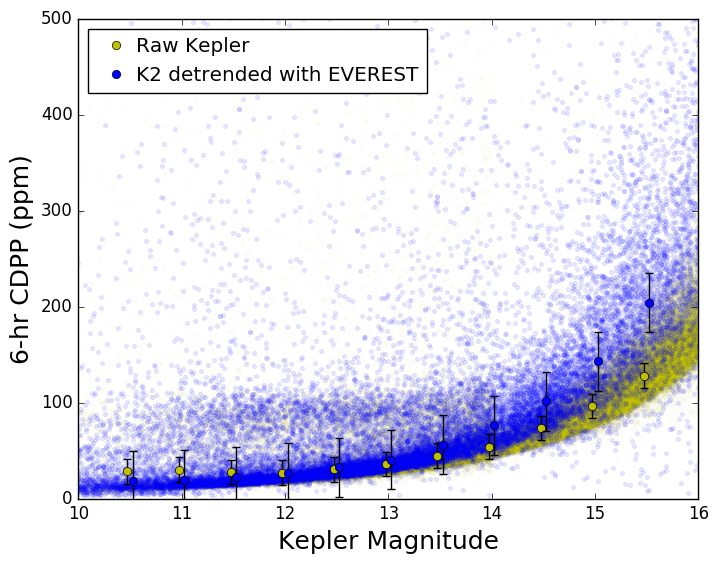 Raw Kepler
K2 detrended with EVEREST
6-hr CDPP (ppm)
500
400
300
200
100
0
10 11 12 13 14 15 16
Kepler Magnitude